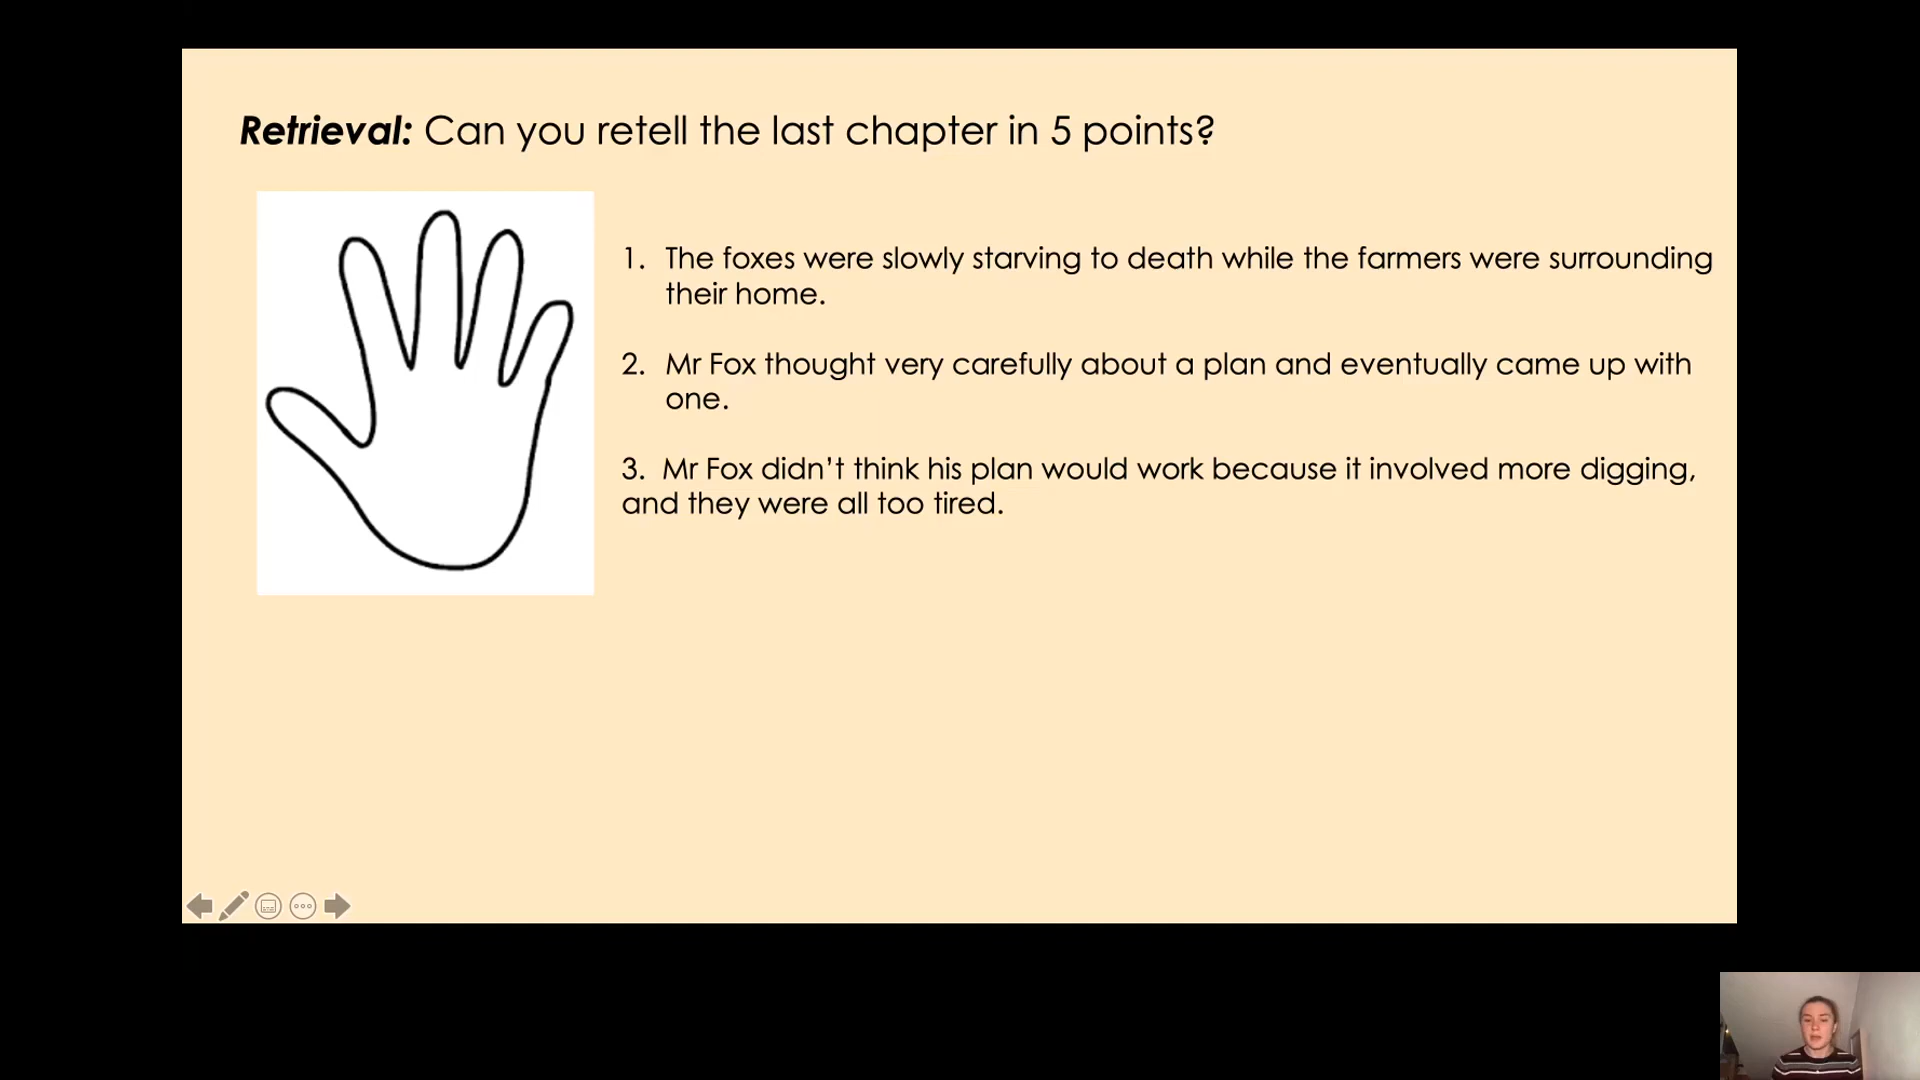 Retrieval: Can you retell the last chapter in 5 points?
1. The foxes were slowly starving to death while the farmers were surrounding
their home.
2. Mr Fox thought very carefully about a plan and eventually came up with
one.
3. Mr Fox didn’t think his plan would work because it involved more digging,
and they were all too tired.